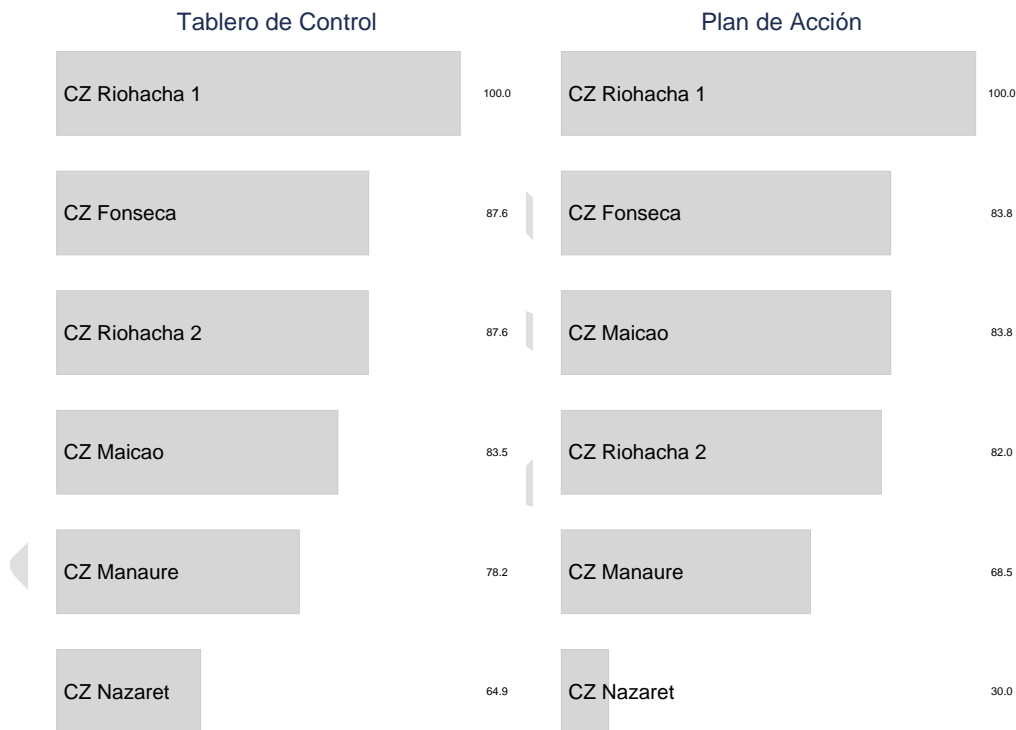 Tablero de Control
CZ Riohacha 1 100.0
CZ Fonseca 87.6
CZ Riohacha 2 87.6
CZ Maicao 83.5
CZ Manaure 78.2
CZ Nazaret 64.9
Plan de Acción
CZ Riohacha 1 100.0
CZ Fonseca 83.8
CZ Maicao 83.8
CZ Riohacha 2 82.0
CZ Manaure 68.5
CZ Nazaret 30.0